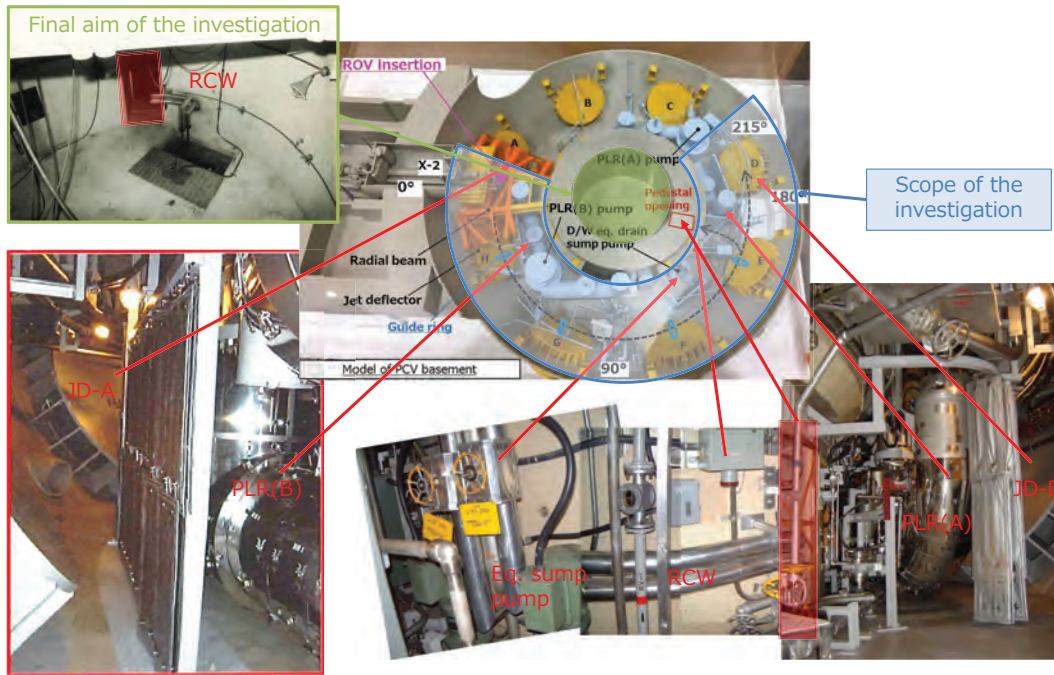 Final aim of the investigation
RCW
ROV insertion
B
C
A
215°
D
X-2
0°
PLR(A) pump
Pedestal
opening
180°
PLR(B) pump
D/W eq. drain
sump pump
Scope of the
investigation
Radial beam
H
E
Jet deflector
Guide ring
G
F
Model of PCV basement
90°
JD-A
PLR(B)
Eq. sump
pump
RCW
PLR(A)